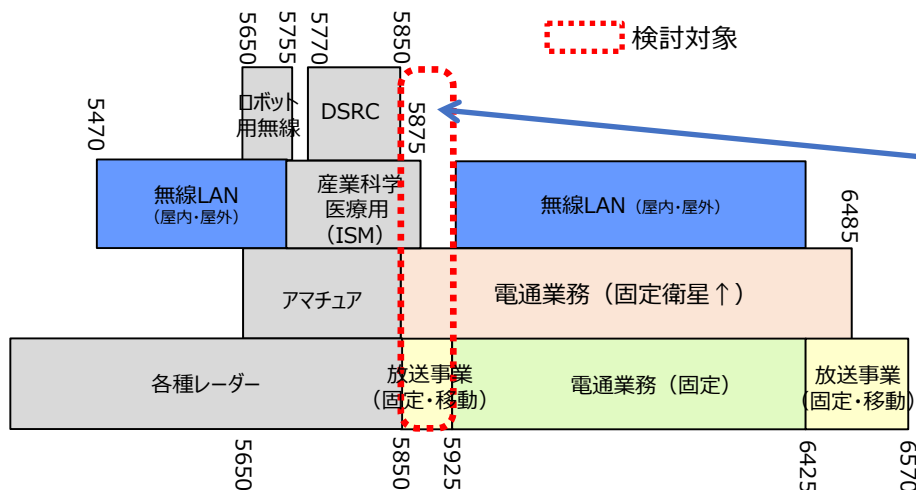 検討対象
5650
5755
5770
5850
5470
ロボット
用無線
DSRC
5875
無線LAN
(屋内・屋外)
産業科学
医療用
(ISM)
無線LAN (屋内・屋外)
6485
アマチュア
電通業務（固定衛星↑）
各種レーダー
放送事業
(固定・移動)
電通業務（固定）
放送事業
(固定・移動)
5650
5850
5925
6425
6570